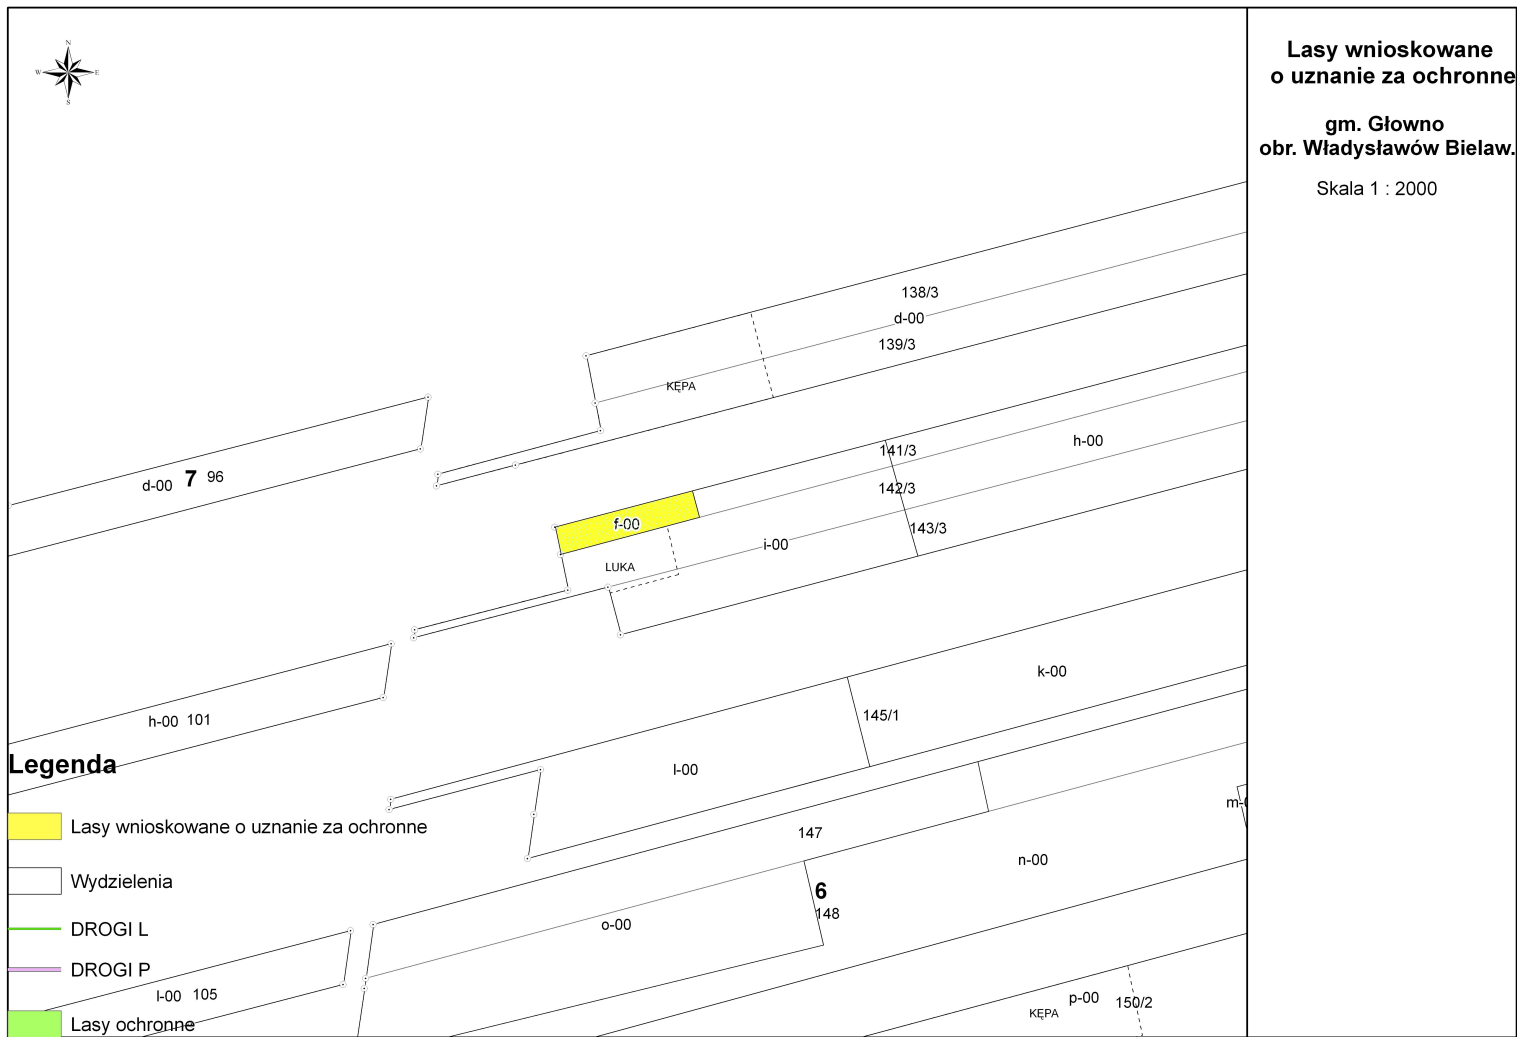 Lasy wnioskowane
o uznanie za ochronne
gm. Głowno
obr. Władysławów Bielaw.
Skala 1 : 2000
N
W
E
S
138/3
d-00
139/3
KĘPA
d-00 7 96
141/3
h-00
142/3
f-00
143/3
i-00
LUKA
k-00
h-00 101
145/1
l-00
147
n-00
6
148
o-00
l-00 105
p-00
150/2
KĘPA
Legenda
Lasy wnioskowane o uznanie za ochronne
Wydzielenia
DROGI L
DROGI P
Lasy ochronne